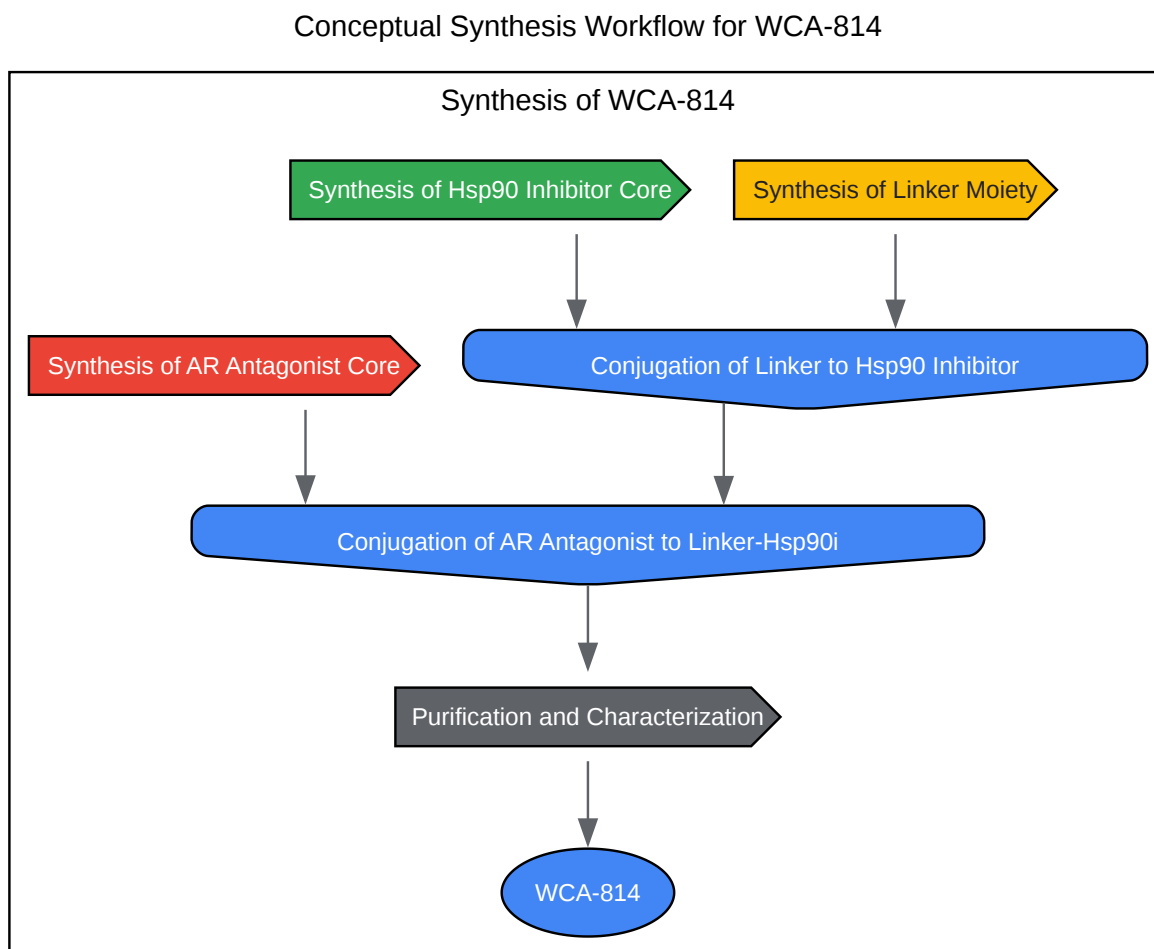 Conceptual Synthesis Workflow for WCA-814
Synthesis of WCA-814
Synthesis of Hsp90 Inhibitor Core
Synthesis of Linker Moiety
Synthesis of AR Antagonist Core
Conjugation of Linker to Hsp90 Inhibitor
Conjugation of AR Antagonist to Linker-Hsp90i
Purification and Characterization
WCA-814